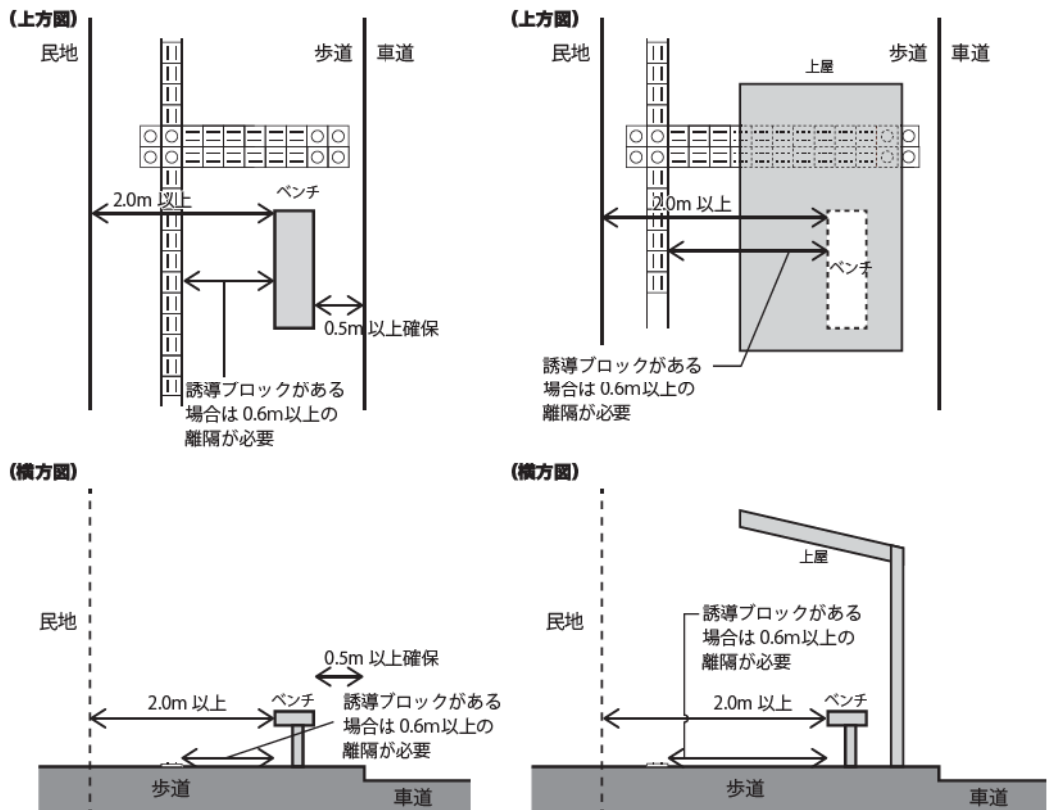 (上方図)
民地
歩道
車道
2.0m 以上
ベンチ
0.5m 以上確保
誘導ブロックがある
場合は 0.6m以上の
離隔が必要
(上方図)
民地
歩道
車道
上屋
2.0m 以上
ベンチ
誘導ブロックがある
場合は 0.6m以上の
離隔が必要
(横方図)
民地
0.5m 以上確保
2.0m 以上
ベンチ
誘導ブロックがある
場合は 0.6m以上の
離隔が必要
歩道
車道
(横方図)
上屋
民地
誘導ブロックがある
場合は 0.6m以上の
離隔が必要
2.0m 以上
ベンチ
歩道
車道